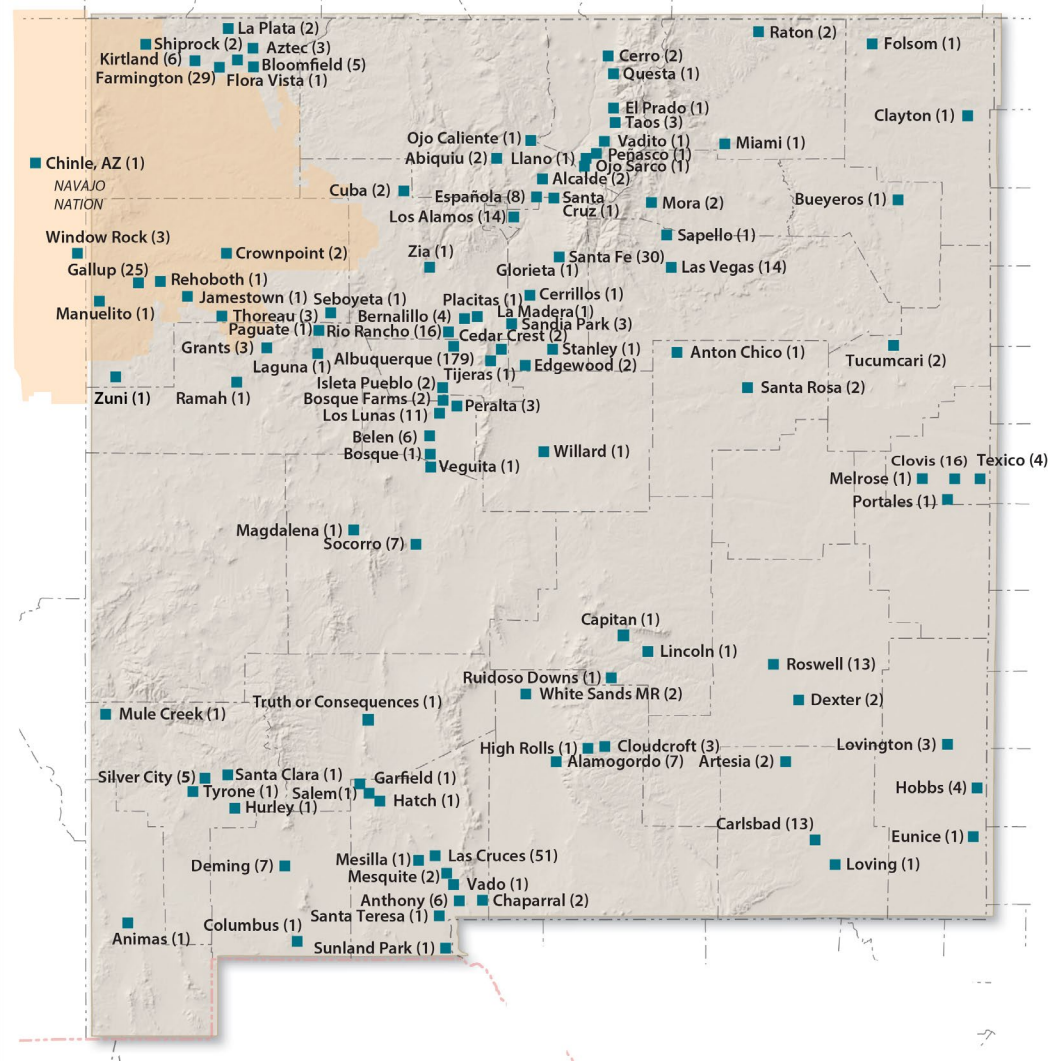 La Plata (2)
Shiprock (2)
Aztec (3)
Kirtland (6)
Bloomfield (5)
Farmington (29)
Flora Vista (1)
Raton (2)
Folsom (1)
Cerro (2)
Questa (1)
El Prado (1)
Taos (3)
Clayton (1)
Ojo Caliente (1)
Vadito (1)
Miami (1)
Abiquiu (2)
Llano (1)
Peñasco (1)
Ojo Sarco (1)
Chinle, AZ (1)
NAVAJO
NATION
Alcalde (2)
Cuba (2)
Española (8)
Santa
Cruz (1)
Mora (2)
Bueyeros (1)
Los Alamos (14)
Window Rock (3)
Sapello (1)
Crownpoint (2)
Zia (1)
Santa Fe (30)
Gallup (25)
Glorieta (1)
Las Vegas (14)
Rehoboth (1)
Jamestown (1)
Seboyeta (1)
Placitas (1)
Cerrillos (1)
Manuelito (1)
Thoreau (3)
Bernalillo (4)
La Madera(1)
Paguate (1)
Rio Rancho (16)
Sandia Park (3)
Cedar Crest (2)
Grants (3)
Laguna (1)
Albuquerque (179)
Stanley (1)
Anton Chico (1)
Tucumcari (2)
Tijeras (1)
Edgewood (2)
Zuni (1)
Ramah (1)
Isleta Pueblo (2)
Santa Rosa (2)
Bosque Farms (2)
Peralta (3)
Los Lunas (11)
Belen (6)
Bosque (1)
Willard (1)
Veguita (1)
Clovis (16)
Texico (4)
Melrose (1)
Portales (1)
Magdalena (1)
Socorro (7)
Capitan (1)
Lincoln (1)
Roswell (13)
Ruidoso Downs (1)
White Sands MR (2)
Dexter (2)
Truth or Consequences (1)
Mule Creek (1)
High Rolls (1)
Cloudcroft (3)
Lovington (3)
Alamogordo (7)
Artesia (2)
Silver City (5)
Santa Clara (1)
Garfield (1)
Tyrone (1)
Salem(1)
Hatch (1)
Hurley (1)
Hobbs (4)
Carlsbad (13)
Eunice (1)
Deming (7)
Mesilla (1)
Las Cruces (51)
Loving (1)
Mesquite (2)
Vado (1)
Anthony (6)
Chaparral (2)
Santa Teresa (1)
Columbus (1)
Animas (1)
Sunland Park (1)